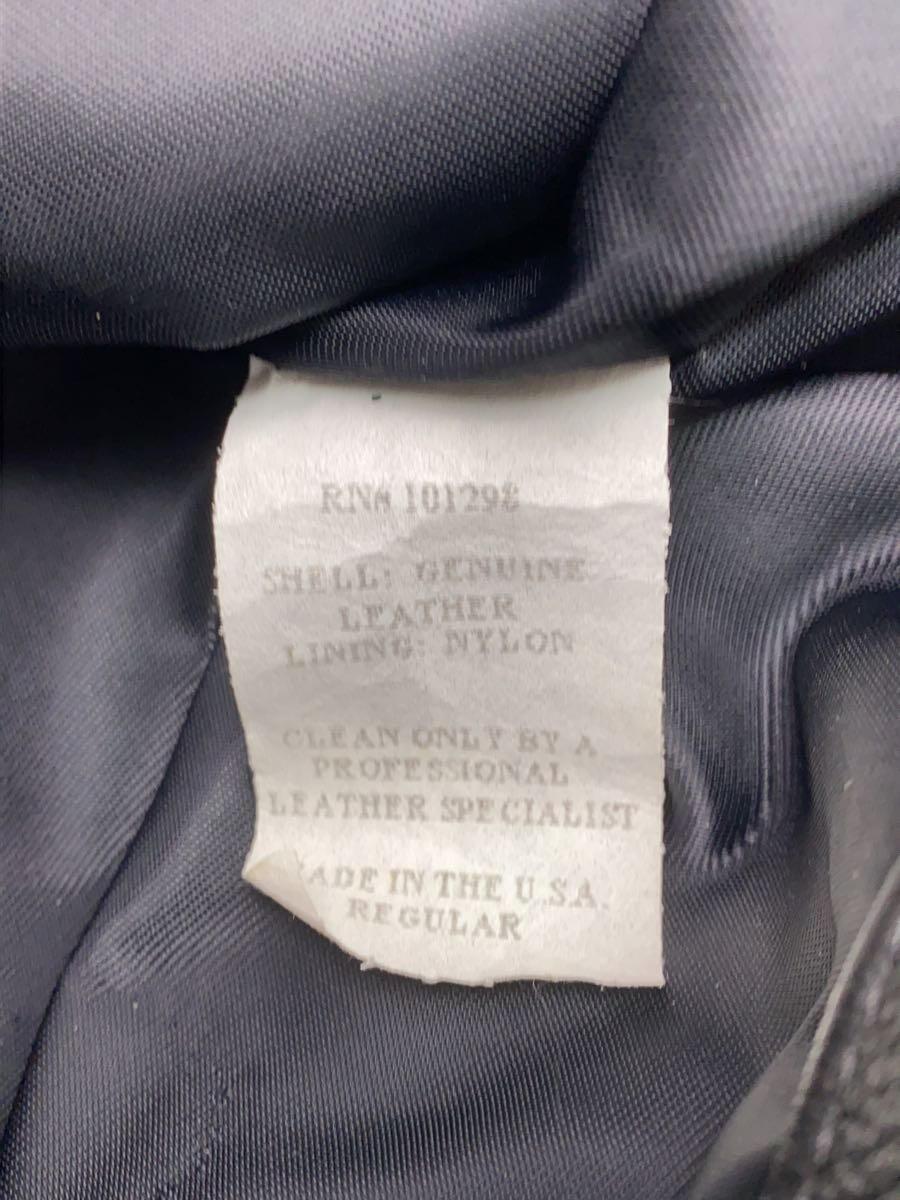 RN# 101298
SHELL: GENUINE
LEATHER
LINING: NYLON
CLEAN ONLY BY A
PROFESSIONAL
LEATHER SPECIALIST
MADE IN THE U.S.A.
REGULAR